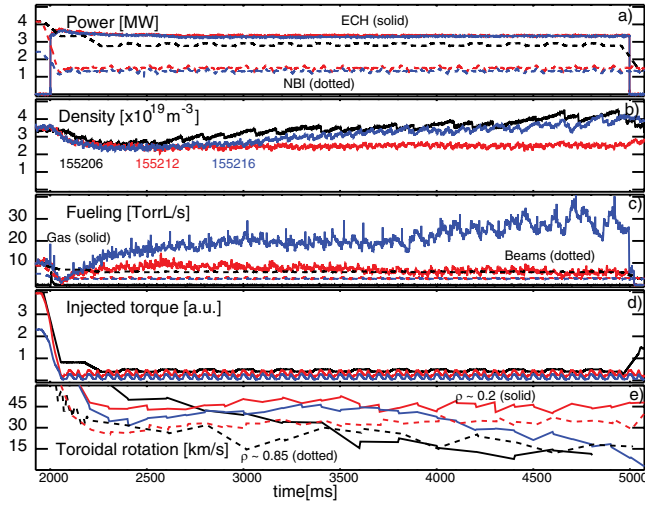 4
3
2
1
Power [MW]
ECH (solid)
a)
NBI (dotted)
4
3
2
1
Density [x10^19 m^-3]
b)
155206 155212 155216
30
20
10
Fueling [TorrL/s]
c)
Gas (solid)
Beams (dotted)
3
2
1
Injected torque [a.u.]
d)
45
30
15
e)
ρ ~ 0.2 (solid)
Toroidal rotation [km/s]
ρ ~ 0.85 (dotted)
2000 2500 3000 3500 4000 4500 5000
time[ms]